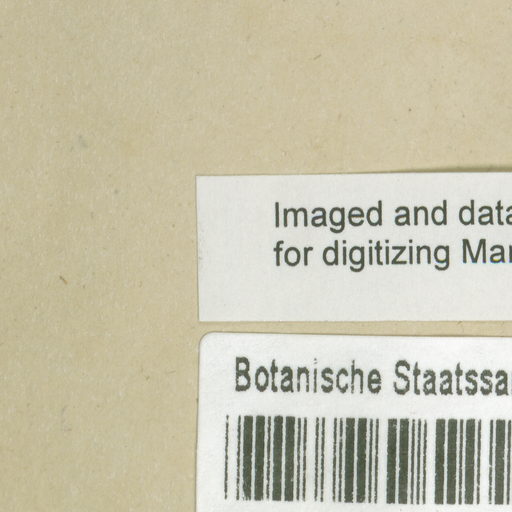 Imaged and data
for digitizing Mar
Botanische Staatssa